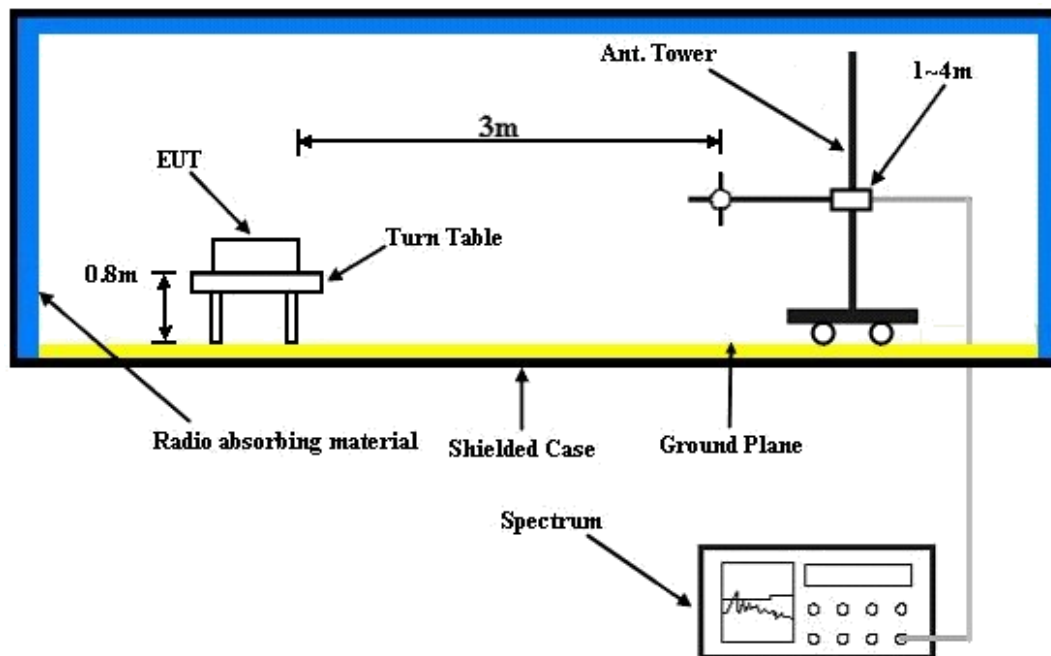 Ant. Tower
1~4m
3m
EUT
Turn Table
0.8m
Radio absorbing material
Shielded Case
Ground Plane
Spectrum